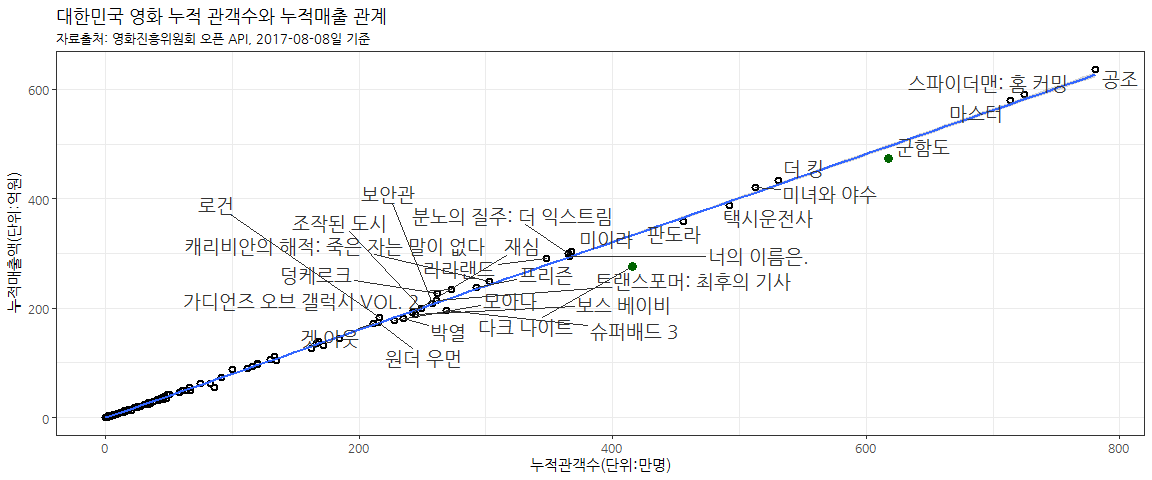 대한민국 영화 누적 관객수와 누적매출 관계
자료출처: 영화진흥위원회 오픈 API, 2017-08-08일 기준
누적매출액(단위:억원)
600
400
200
0
스파이더맨: 홈 커밍
공조
마스터
군함도
더 킹
미녀와 야수
택시운전사
보안관
로건
분노의 질주: 더 익스트림
조작된 도시
미이라
판도라
캐리비안의 해적: 죽은 자는 말이 없다
재심
너의 이름은.
라라랜드
덩케르크
프리즌
트랜스포머: 최후의 기사
가디언즈 오브 갤럭시 VOL. 2
모아나
보스 베이비
다크 나이트
슈퍼배드 3
박열
겟 아웃
원더 우먼
0
200
400
600
800
누적관객수(단위:만명)